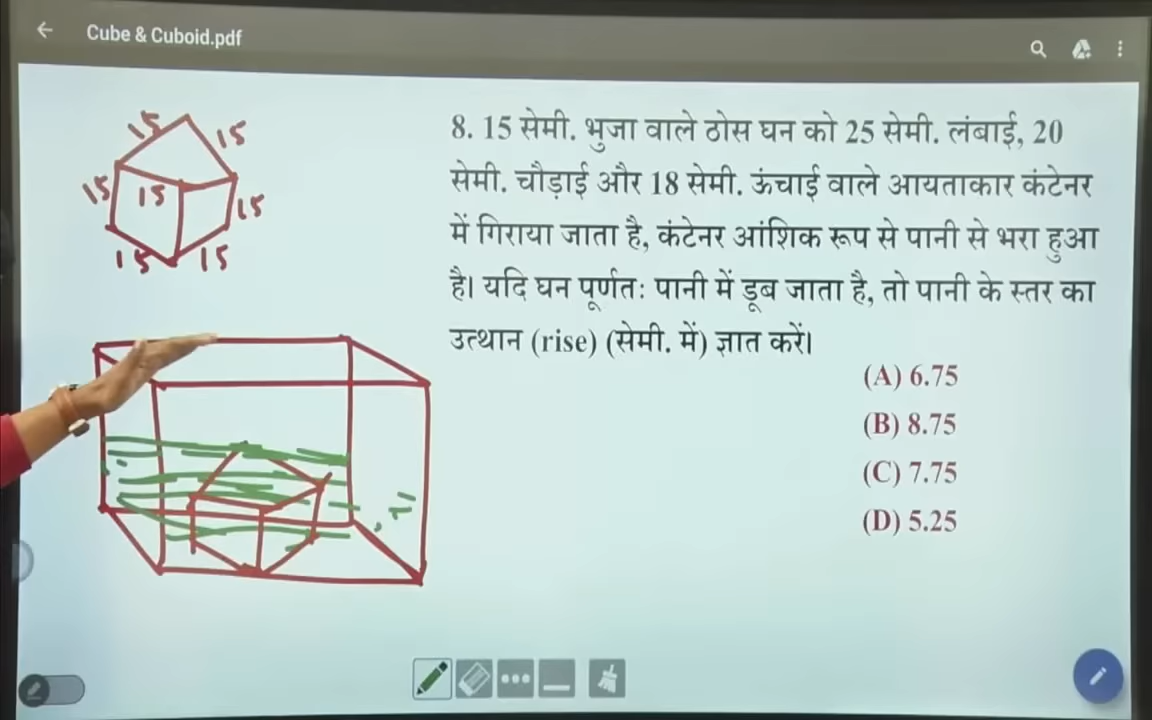 Cube & Cuboid.pdf
15 15
15 15 15
15 15
8. 15 सेमी. भुजा वाले ठोस घन को 25 सेमी. लंबाई, 20
सेमी. चौड़ाई और 18 सेमी. ऊंचाई वाले आयताकार कंटेनर
में गिराया जाता है, कंटेनर आंशिक रूप से पानी से भरा हुआ
है। यदि घन पूर्णतः पानी में डूब जाता है, तो पानी के स्तर का
उत्थान (rise) (सेमी. में) ज्ञात करें।
(A) 6.75
(B) 8.75
(C) 7.75
(D) 5.25